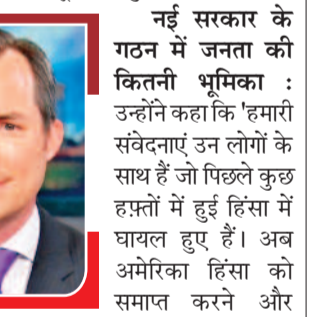 नई सरकार के
गठन में जनता की
कितनी भूमिका :
उन्होंने कहा कि 'हमारी
संवेदनाएं उन लोगों के
साथ हैं जो पिछले कुछ
हफ़्तों में हुई हिंसा में
घायल हुए हैं। अब
अमेरिका हिंसा को
समाप्त करने और